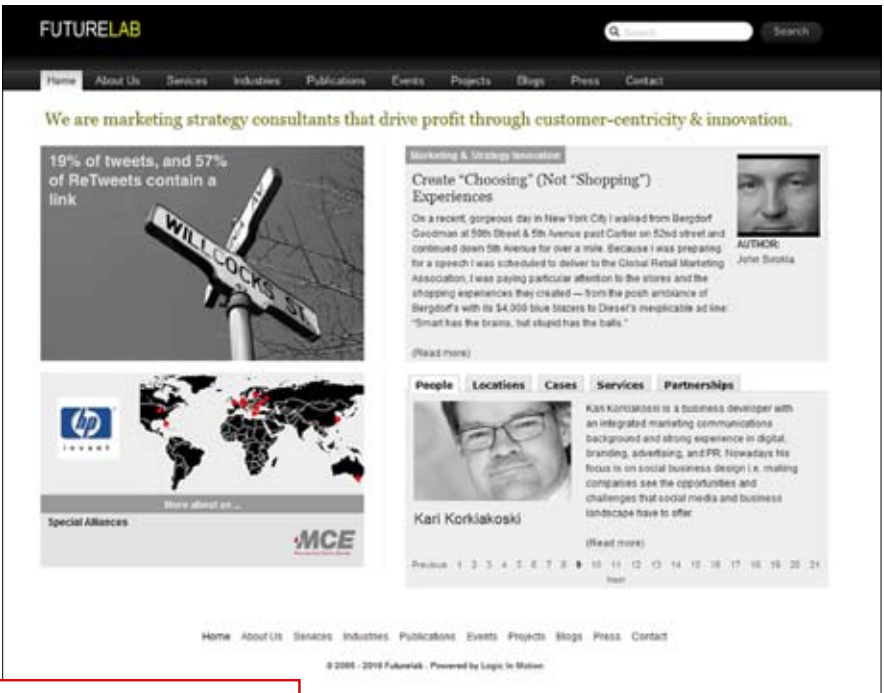 FUTURELAB
Search
Search
Home About Us Services Industries Publications Events Projects Blogs Press Contact
We are marketing strategy consultants that drive profit through customer-centricity & innovation.
19% of tweets, and 57%
of ReTweets contain a
link
WILLCOCKS ST.
AV
Marketing & Strategy Innovation
Create “Choosing” (Not “Shopping”)
Experiences
On a recent, gorgeous day in New York City I walked from Bergdorf
Goodman at 59th Street & 5th Avenue past Cartier on 52nd street and
continued down 5th Avenue for over a mile. Because I was preparing
for a speech I was scheduled to deliver to the Global Retail Marketing
Association, I was paying particular attention to the stores and the
shopping experiences they created — from the posh ambiance of
Bergdorf's with its $4,000 blue blazers to Diesel's inexplicable ad line:
“Smart has the brains, but stupid has the balls.”
(Read more)
AUTHOR:
John Sviokla
hp
invent
More about us...
Special Alliances
MCE
People Locations Cases Services Partnerships
Kari Korkiakoski is a business developer with
an integrated marketing communications
background and strong experience in digital,
branding, advertising, and PR. Nowadays his
focus is on social business design i.e. making
companies see the opportunities and
challenges that social media and business
landscape have to offer.
(Read more)
Kari Korkiakoski
Previous 1 2 3 4 5 6 7 8 9 10 11 12 13 14 15 16 17 18 19 20 21
Next
Home About Us Services Industries Publications Events Projects Blogs Press Contact
© 2005 - 2010 Futurelab . Powered by Logic In Motion